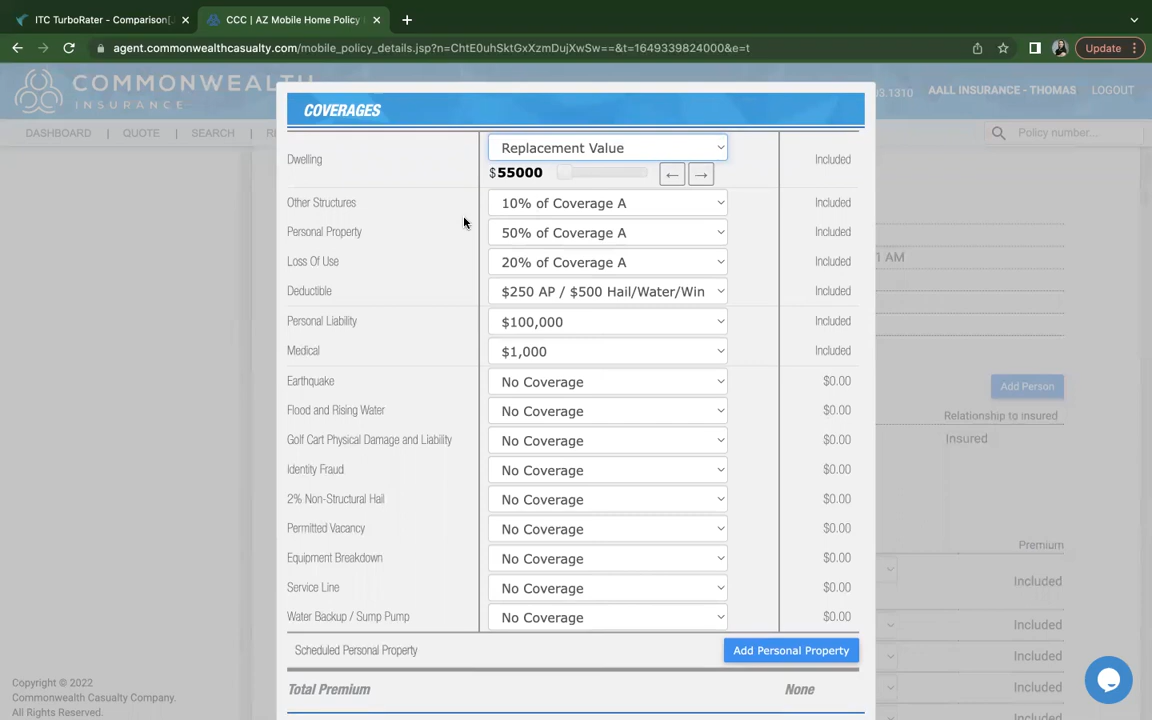 ITC TurboRater - Comparison[.
CCC | AZ Mobile Home Policy
agent.commonwealthcasualty.com/mobile_policy_details.jsp?n=ChtE0uhSktGxXzmDujXwSw==&t=1649339824000&e=t
Update
COMMONWEALTH
INSURANCE
03.1310
AALL INSURANCE - THOMAS
LOGOUT
DASHBOARD | QUOTE | SEARCH |
Policy number...
COVERAGES
Dwelling Replacement Value Included
$55000 ← →
Other Structures 10% of Coverage A Included
Personal Property 50% of Coverage A Included
Loss Of Use 20% of Coverage A Included
Deductible $250 AP / $500 Hail/Water/Win Included
Personal Liability $100,000 Included
Medical $1,000 Included
Earthquake No Coverage $0.00
Flood and Rising Water No Coverage $0.00
Golf Cart Physical Damage and Liability No Coverage $0.00
Identity Fraud No Coverage $0.00
2% Non-Structural Hail No Coverage $0.00
Permitted Vacancy No Coverage $0.00
Equipment Breakdown No Coverage $0.00
Service Line No Coverage $0.00
Water Backup / Sump Pump No Coverage $0.00
Scheduled Personal Property Add Personal Property
Total Premium None
1 AM
Add Person
Relationship to insured
Insured
Premium
Included
Included
Included
Included
Included
Copyright © 2022
Commonwealth Casualty Company.
All Rights Reserved.